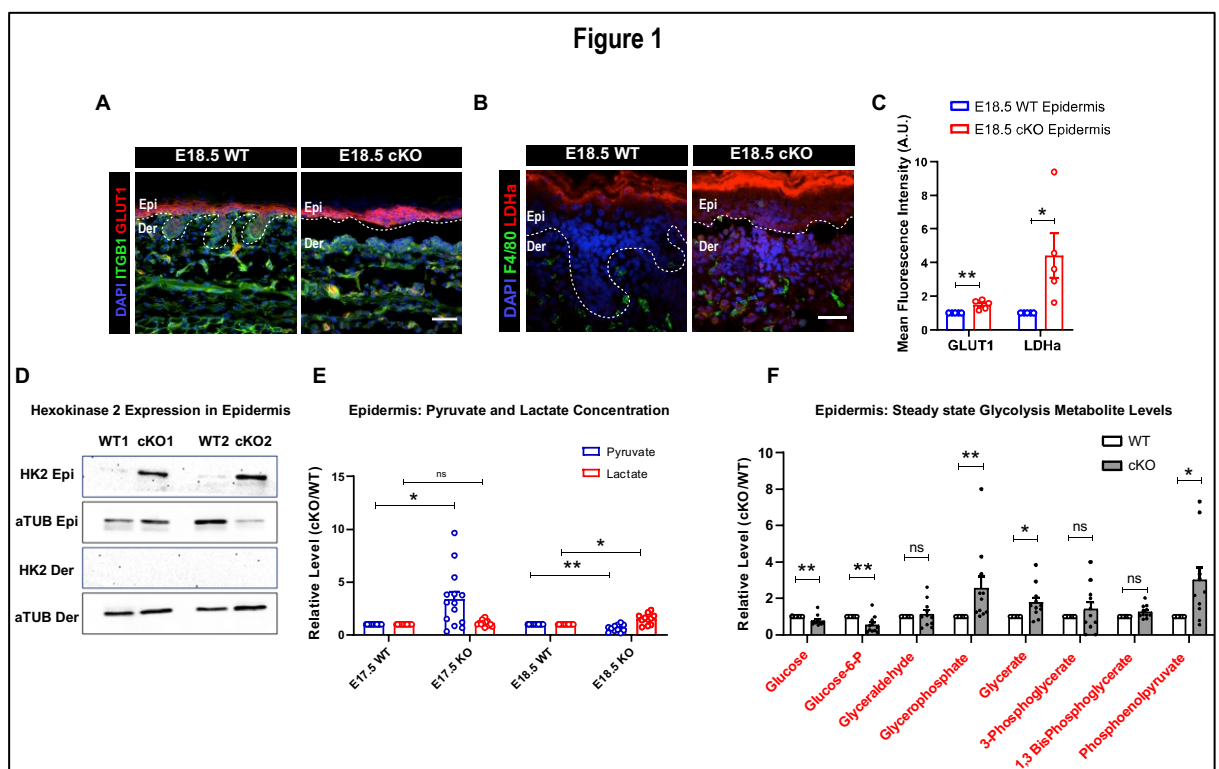 Figure 1
A
E18.5 WT
E18.5 cKO
DAPI ITGB1 GLUT1
Epi
Der
B
E18.5 WT
E18.5 cKO
DAPI F4/80 LDHa
Epi
Der
Epi
Der
C
E18.5 WT Epidermis
E18.5 cKO Epidermis
Mean Fluorescence Intensity (A.U.)
10
8
6
4
2
0
**
*
GLUT1
LDHa
D
Hexokinase 2 Expression in Epidermis
WT1 cKO1 WT2 cKO2
HK2 Epi
aTUB Epi
HK2 Der
aTUB Der
E
Epidermis: Pyruvate and Lactate Concentration
Pyruvate
Lactate
Relative Level (cKO/WT)
15
10
5
0
ns
*
*
**
E17.5 WT
E17.5 KO
E18.5 WT
E18.5 KO
F
Epidermis: Steady state Glycolysis Metabolite Levels
WT
cKO
Relative Level (cKO/WT)
10
8
6
4
2
0
**
**
ns
**
*
ns
ns
*
Glucose
Glucose-6-P
Glyceraldehyde
Glycerophosphate
Glycerate
3-Phosphoglycerate
1,3 BisPhosphoglycerate
Phosphoenolpyruvate